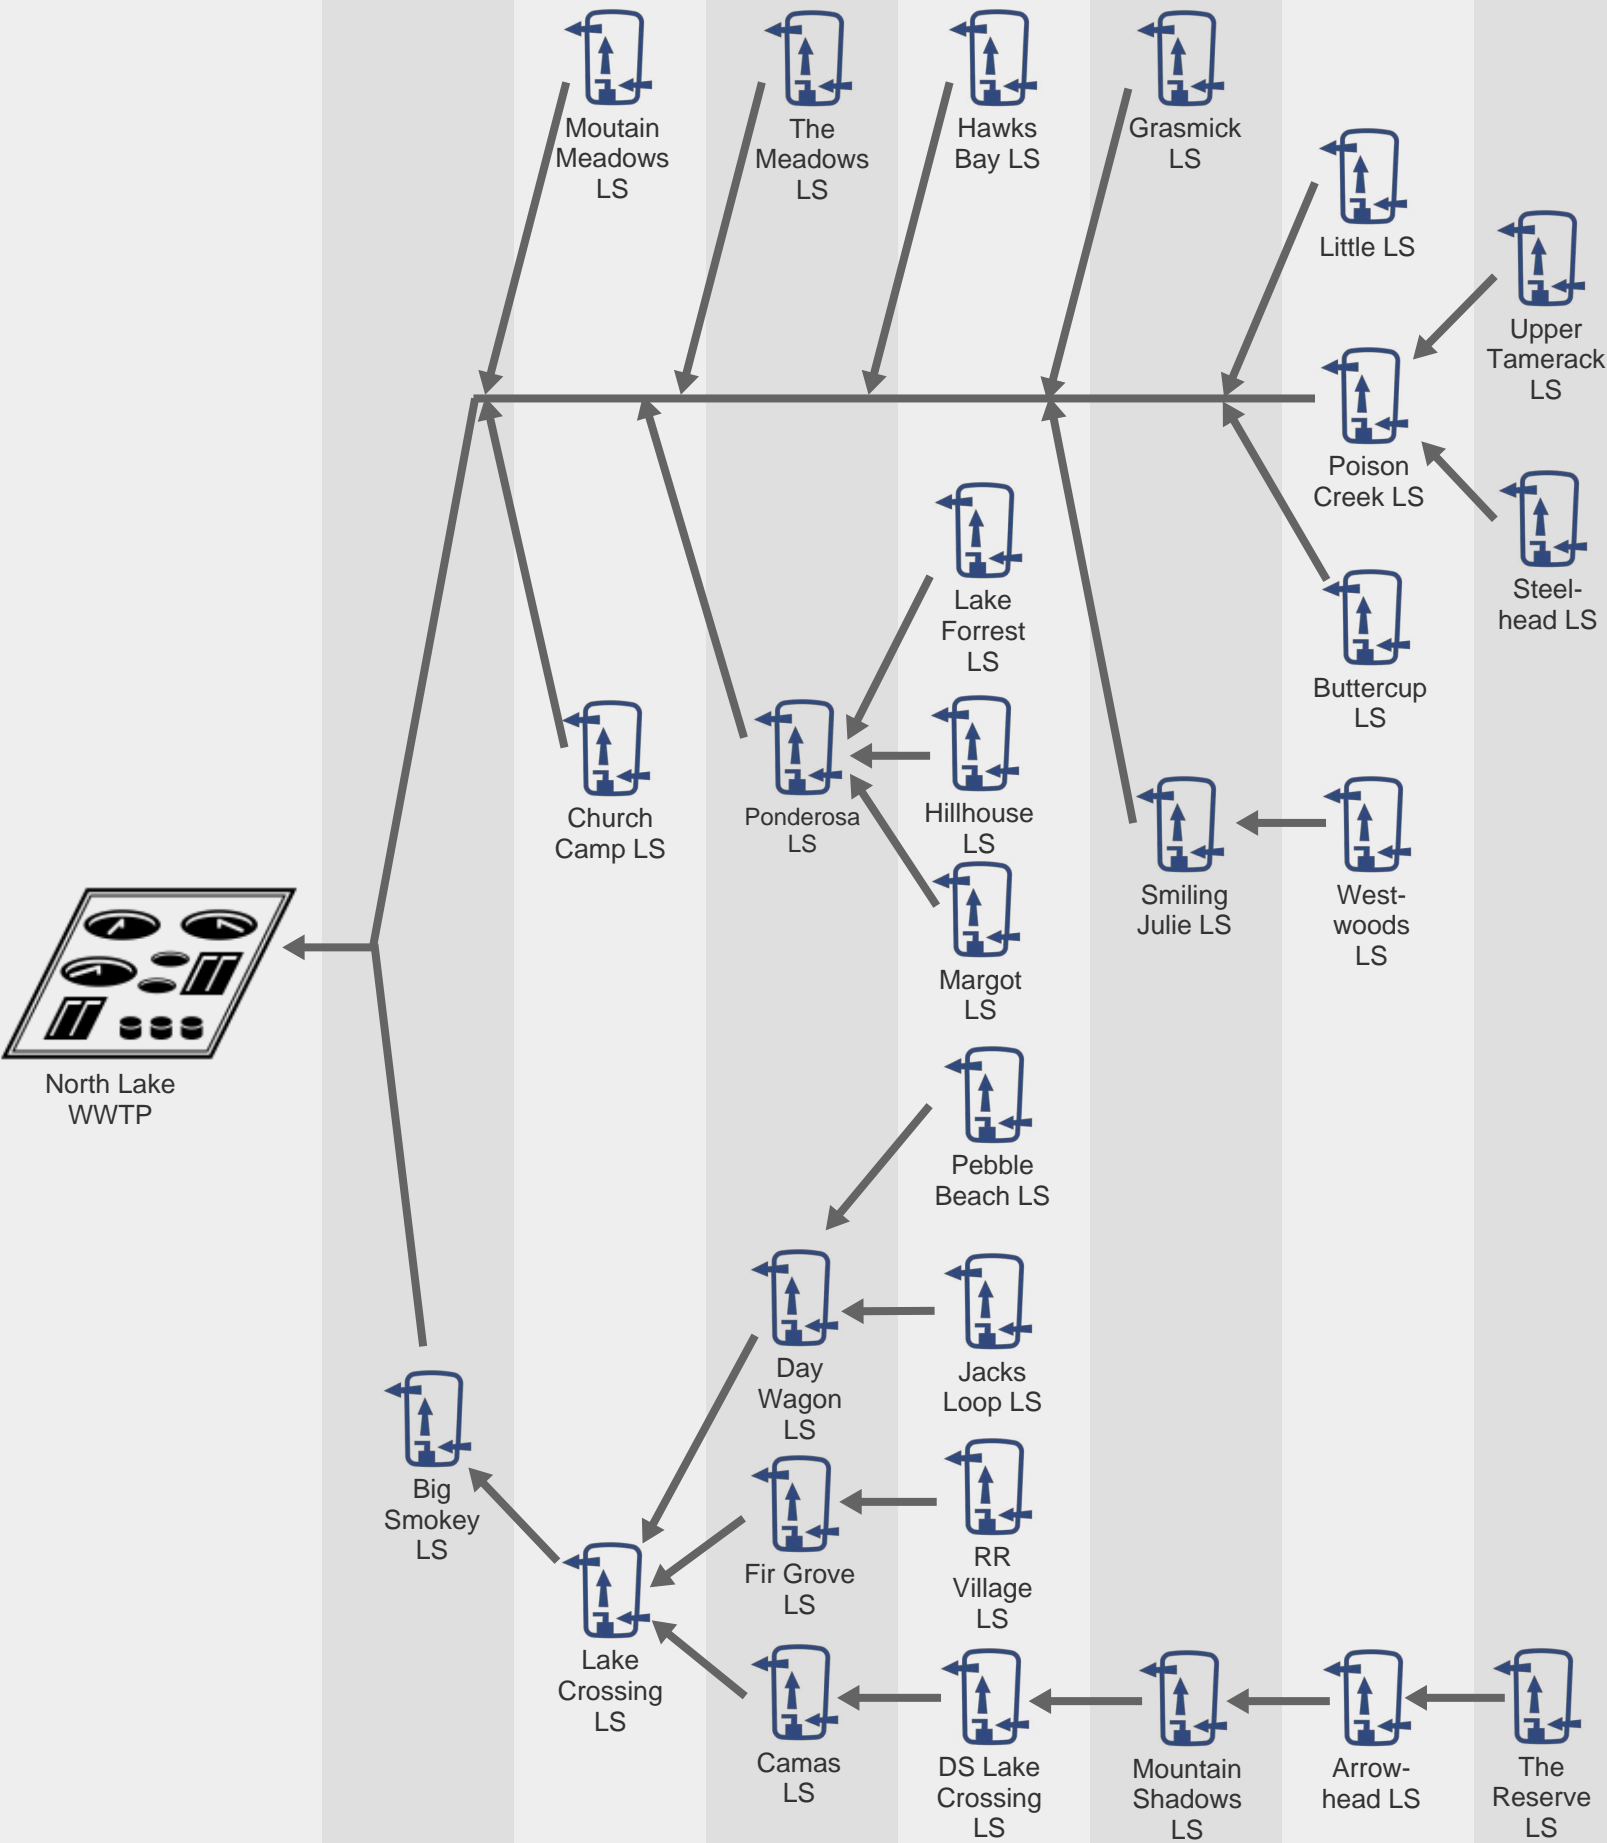 Moutain
Meadows
LS
The
Meadows
LS
Hawks
Bay LS
Grasmick
LS
Little LS
Upper
Tamerack
LS
Poison
Creek LS
Steel-
head LS
Lake
Forrest
LS
Buttercup
LS
Church
Camp LS
Ponderosa
LS
Hillhouse
LS
Smiling
Julie LS
West-
woods
LS
Margot
LS
North Lake
WWTP
Pebble
Beach LS
Day
Wagon
LS
Jacks
Loop LS
Big
Smokey
LS
Fir Grove
LS
RR
Village
LS
Lake
Crossing
LS
Camas
LS
DS Lake
Crossing
LS
Mountain
Shadows
LS
Arrow-
head LS
The
Reserve
LS